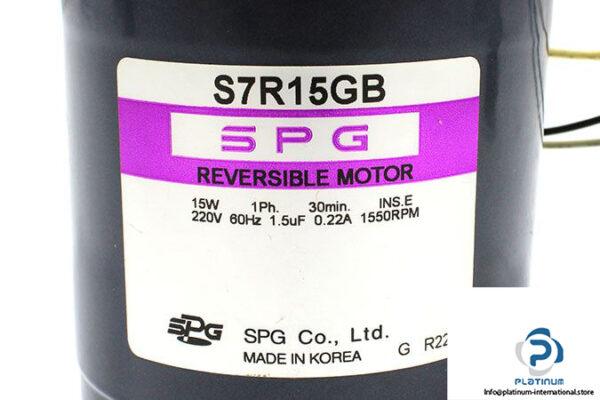 S7R15GB
SPG
REVERSIBLE MOTOR
15W 1Ph. 30min. INS.E
220V 60Hz 1.5uF 0.22A 1550RPM
SPG
SPG Co., Ltd.
MADE IN KOREA
G R22
PLATINUM
Info@platinum-international.store